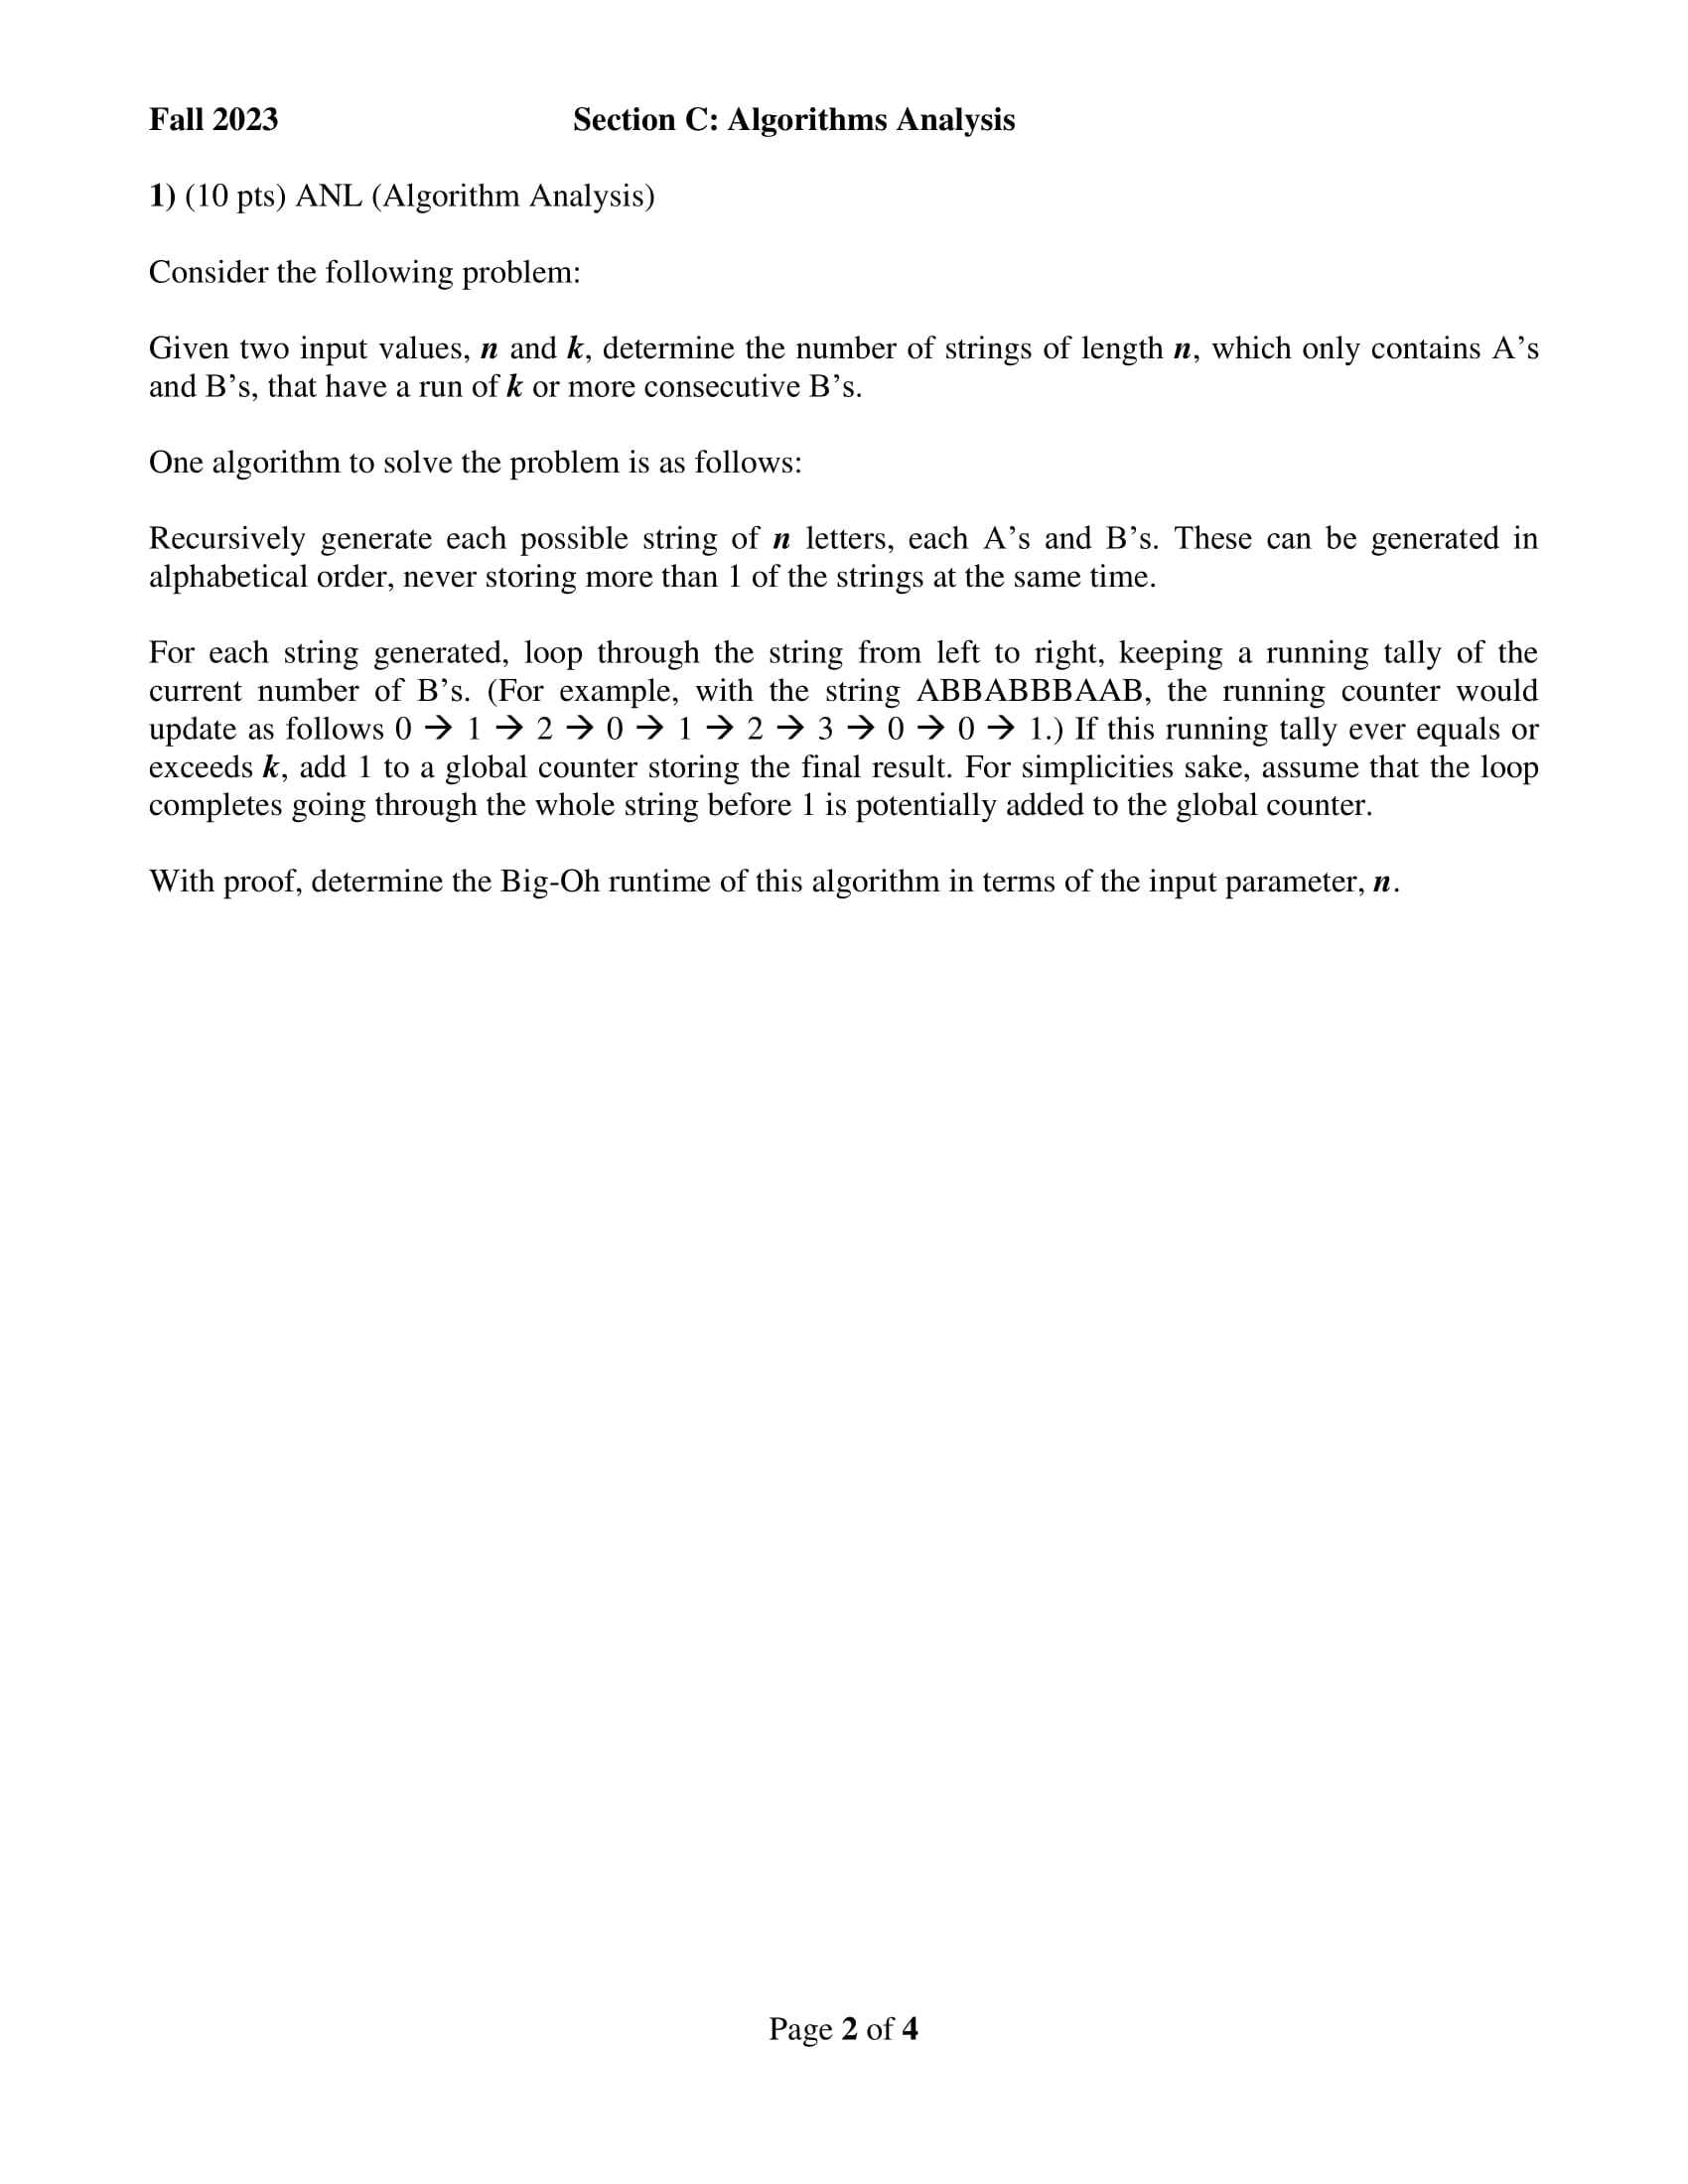 Fall 2023 Section C: Algorithms Analysis
1) (10 pts) ANL (Algorithm Analysis)
Consider the following problem:
Given two input values, n and k, determine the number of strings of length n, which only contains A’s
and B’s, that have a run of k or more consecutive B’s.
One algorithm to solve the problem is as follows:
Recursively generate each possible string of n letters, each A’s and B’s. These can be generated in
alphabetical order, never storing more than 1 of the strings at the same time.
For each string generated, loop through the string from left to right, keeping a running tally of the
current number of B’s. (For example, with the string ABBABBBAAB, the running counter would
update as follows 0 → 1 → 2 → 0 → 1 → 2 → 3 → 0 → 0 → 1.) If this running tally ever equals or
exceeds k, add 1 to a global counter storing the final result. For simplicities sake, assume that the loop
completes going through the whole string before 1 is potentially added to the global counter.
With proof, determine the Big-Oh runtime of this algorithm in terms of the input parameter, n.
Page 2 of 4